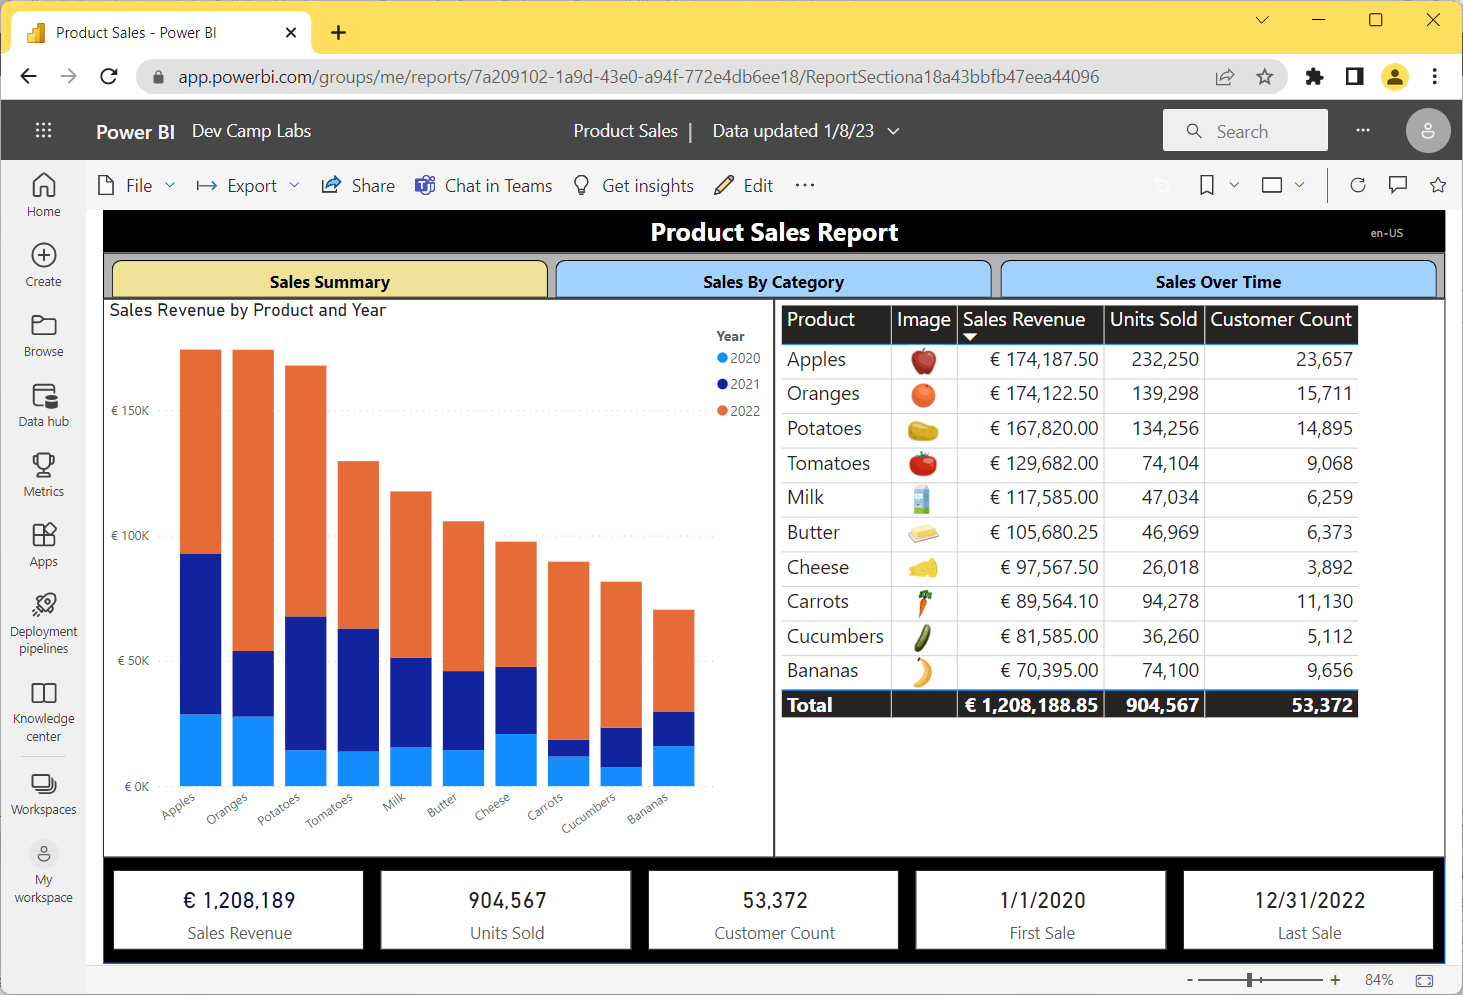 Product Sales - Power BI
app.powerbi.com/groups/me/reports/7a209102-1a9d-43e0-a94f-772e4db6ee18/ReportSectiona18a43bbfb47eea44096
Power BI Dev Camp Labs Product Sales | Data updated 1/8/23 Search
File Export Share Chat in Teams Get insights Edit
Home
Create
Browse
Data hub
Metrics
Apps
Deployment
pipelines
Knowledge
center
Workspaces
My
workspace
Product Sales Report
en-US
Sales Summary Sales By Category Sales Over Time
Sales Revenue by Product and Year
Year
2020
2021
2022
€ 150K
€ 100K
€ 50K
€ 0K
Apples Oranges Potatoes Tomatoes Milk Butter Cheese Carrots Cucumbers Bananas
Product Image Sales Revenue Units Sold Customer Count
Apples € 174,187.50 232,250 23,657
Oranges € 174,122.50 139,298 15,711
Potatoes € 167,820.00 134,256 14,895
Tomatoes € 129,682.00 74,104 9,068
Milk € 117,585.00 47,034 6,259
Butter € 105,680.25 46,969 6,373
Cheese € 97,567.50 26,018 3,892
Carrots € 89,564.10 94,278 11,130
Cucumbers € 81,585.00 36,260 5,112
Bananas € 70,395.00 74,100 9,656
Total € 1,208,188.85 904,567 53,372
€ 1,208,189 904,567 53,372 1/1/2020 12/31/2022
Sales Revenue Units Sold Customer Count First Sale Last Sale
- + 84%